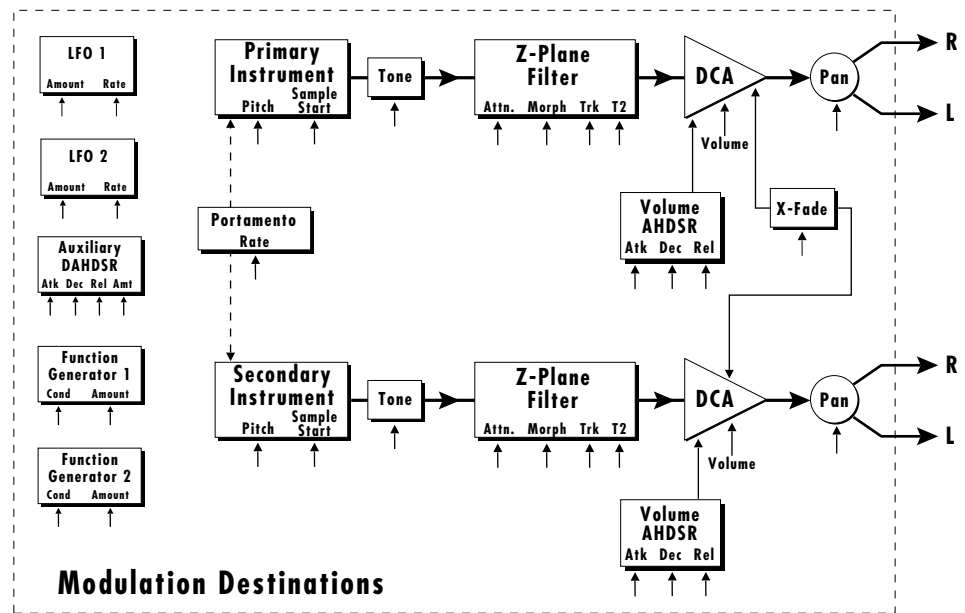 LFO 1
Amount Rate
LFO 2
Amount Rate
Auxiliary
DAHDSR
Atk Dec Rel Amt
Function
Generator 1
Cond Amount
Function
Generator 2
Cond Amount
Primary
Instrument
Sample
Pitch Start
Tone
Z-Plane
Filter
Attn. Morph Trk T2
DCA
Volume
Pan
R
L
Portamento
Rate
Volume
AHDSR
Atk Dec Rel
X-Fade
Secondary
Instrument
Sample
Pitch Start
Tone
Z-Plane
Filter
Attn. Morph Trk T2
DCA
Volume
Pan
R
L
Volume
AHDSR
Atk Dec Rel
Modulation Destinations